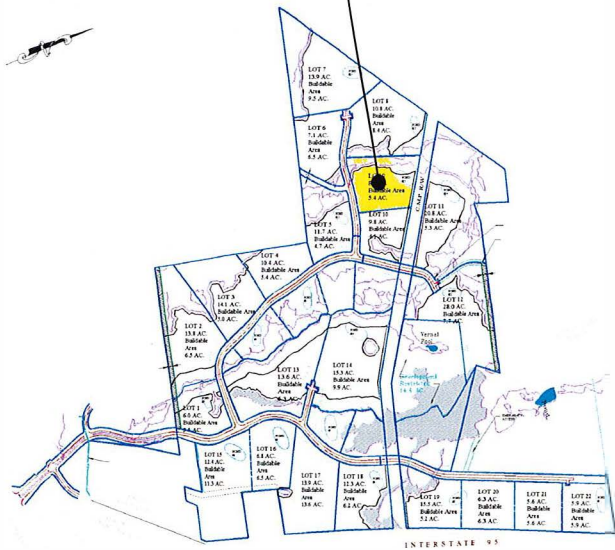 LOT 7
13.9 AC.
Buildable
Area
9.5 AC.
LOT 8
10.8 AC.
Buildable
Area
8.4 AC.
LOT 6
7.1 AC.
Buildable
Area
6.5 AC.
Buildable Area
5.4 AC.
C.M.P. R/W
LOT 5
11.7 AC.
Buildable
Area
4.7 AC.
LOT 10
9.8 AC.
Buildable
Area
LOT 11
20.8 AC.
Buildable
Area
5.3 AC.
LOT 4
10.4 AC.
Buildable Area
5.4 AC.
LOT 3
14.1 AC.
Buildable Area
5.0 AC.
LOT 2
13.8 AC.
Buildable
Area
6.5 AC.
LOT 12
28.0 AC.
Buildable Area
Vernal
Pool
LOT 13
13.6 AC.
Buildable
Area
LOT 14
15.3 AC.
Buildable Area
9.9 AC.
LOT 1
6.0 AC.
Buildable
Area
LOT 15
12.4 AC.
Buildable
Area
11.3 AC.
LOT 16
6.8 AC.
Buildable
Area
6.5 AC.
LOT 17
13.9 AC.
Buildable
Area
13.6 AC.
LOT 18
11.3 AC.
Buildable
Area
6.2 AC.
LOT 19
15.5 AC.
Buildable Area
5.2 AC.
LOT 20
6.3 AC.
Buildable Area
6.3 AC.
LOT 21
5.6 AC.
Buildable Area
5.6 AC.
LOT 22
5.9 AC.
Buildable Area
5.9 AC.
INTERSTATE 95